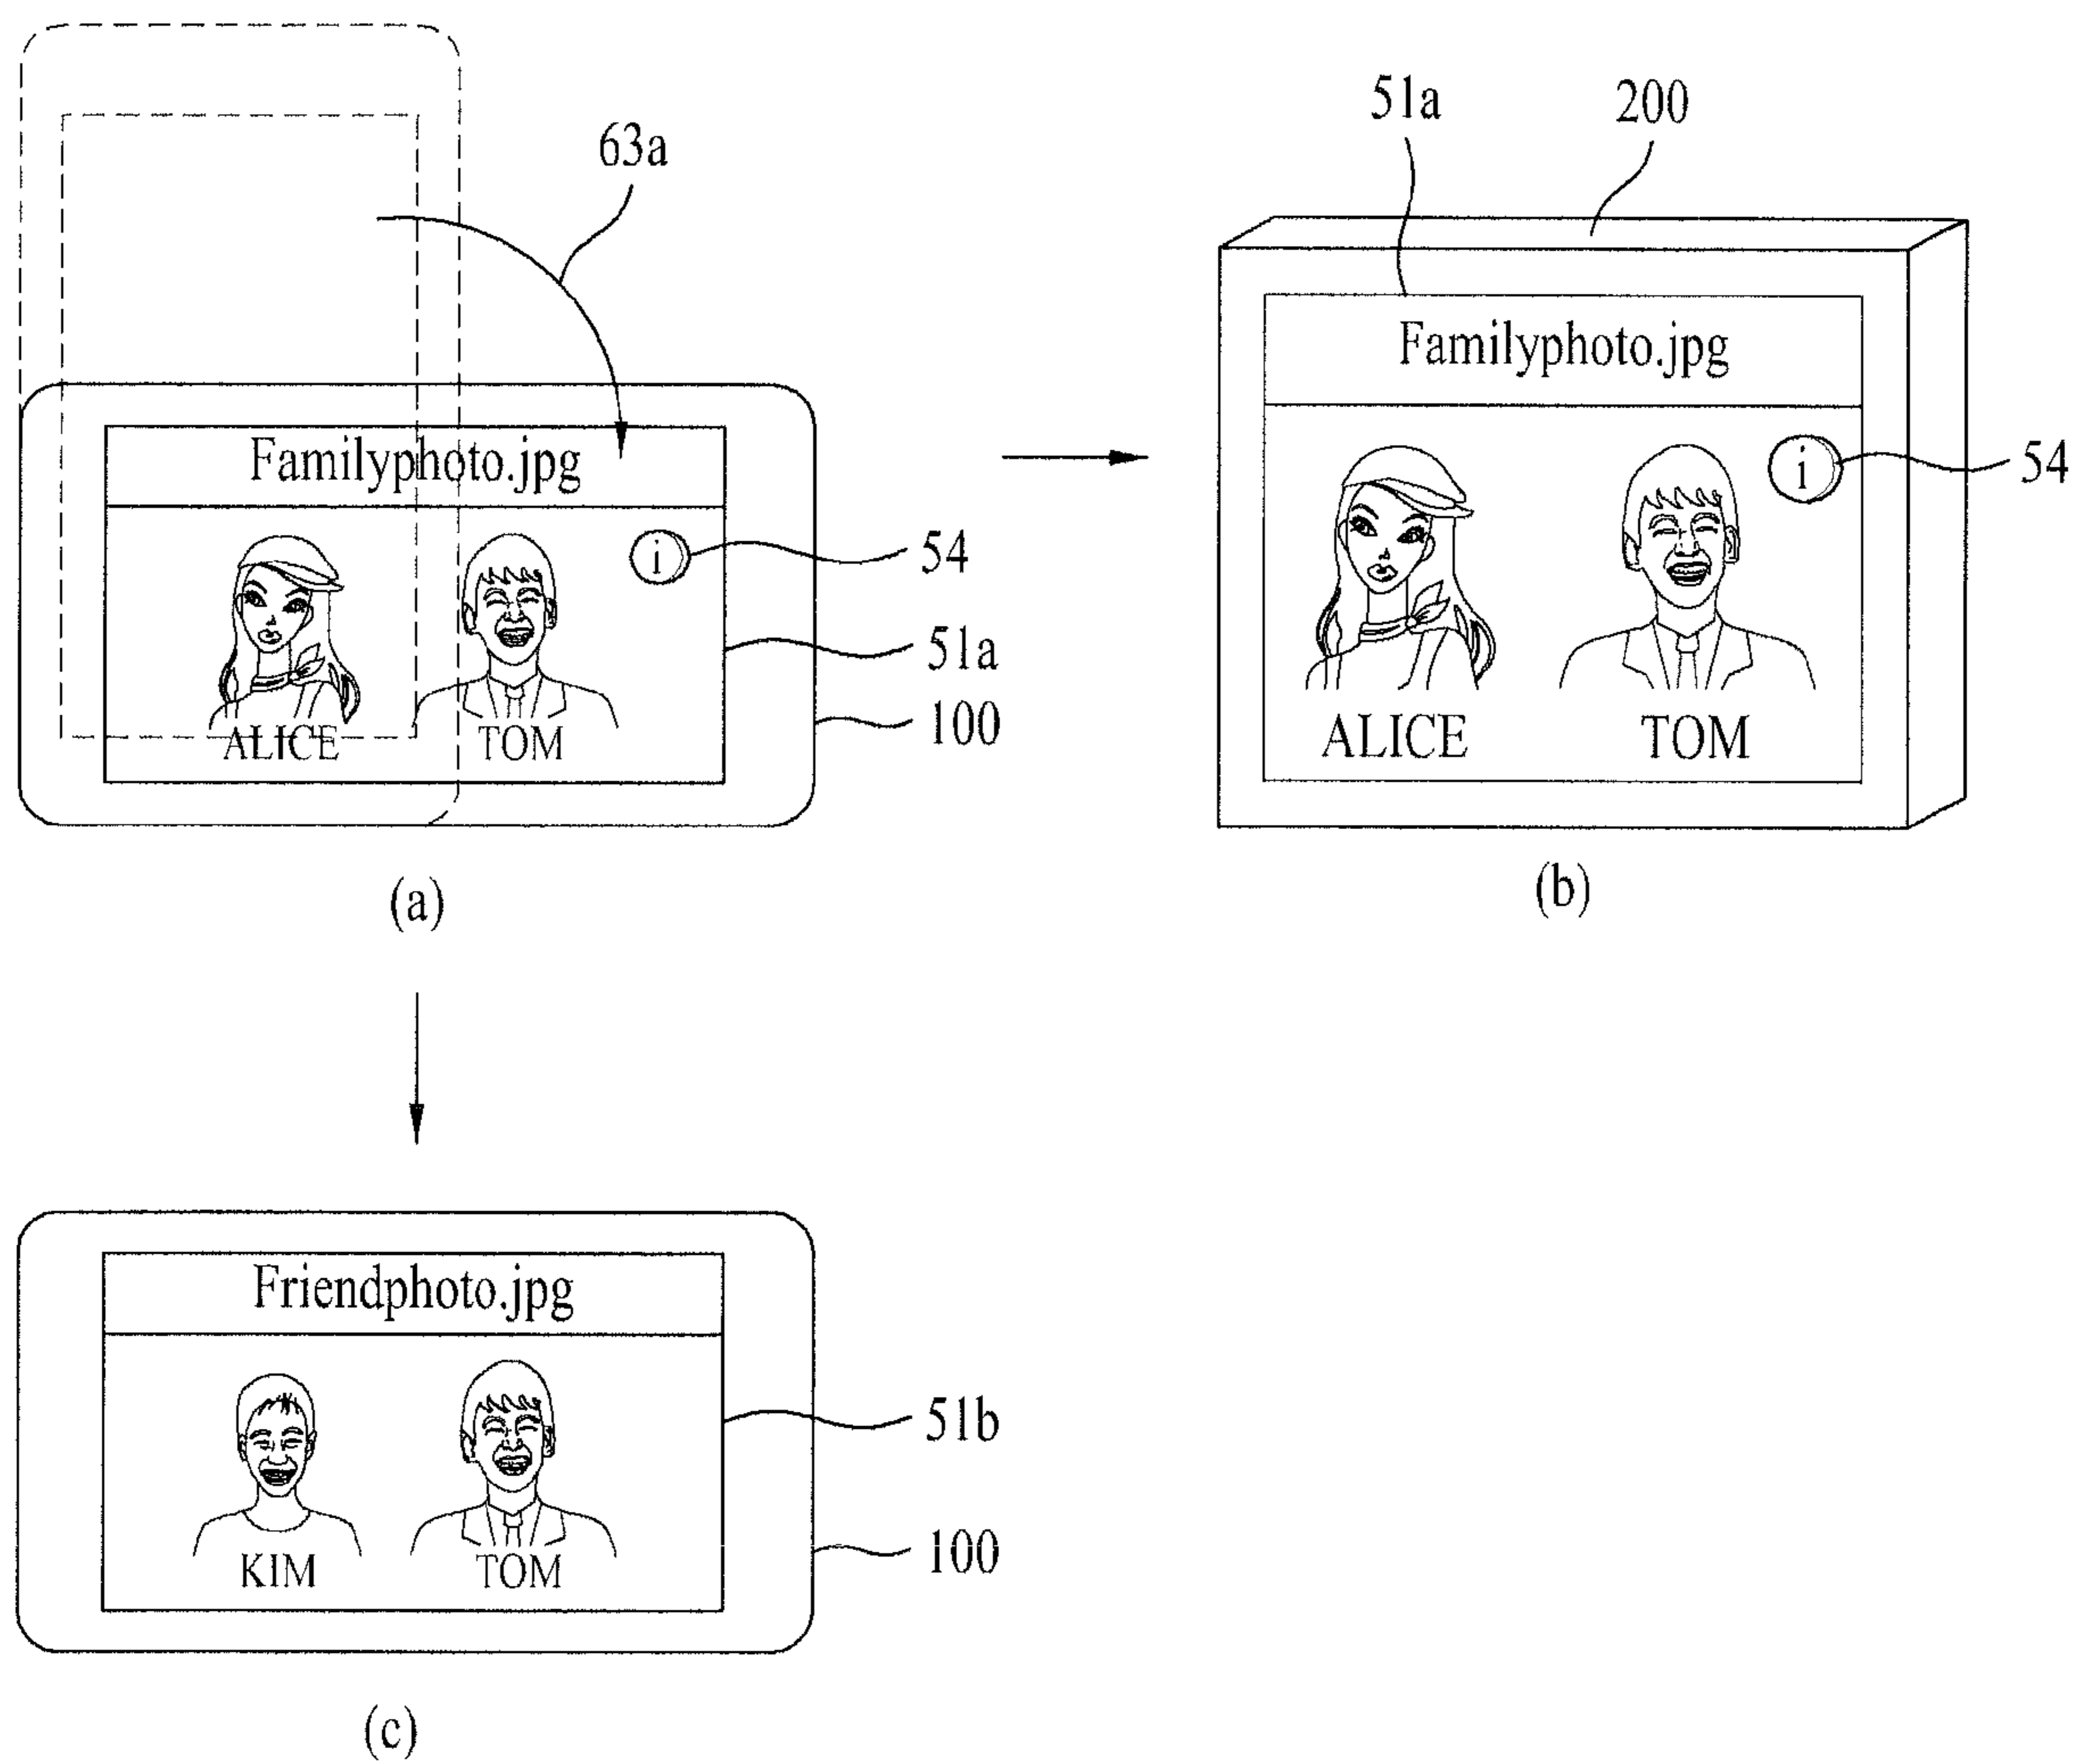 63a
Familyphoto.jpg
i
54
51a
100
ALICE
TOM
(a)
51a
200
Familyphoto.jpg
i
54
ALICE
TOM
(b)
Friendphoto.jpg
51b
100
KIM
TOM
(c)